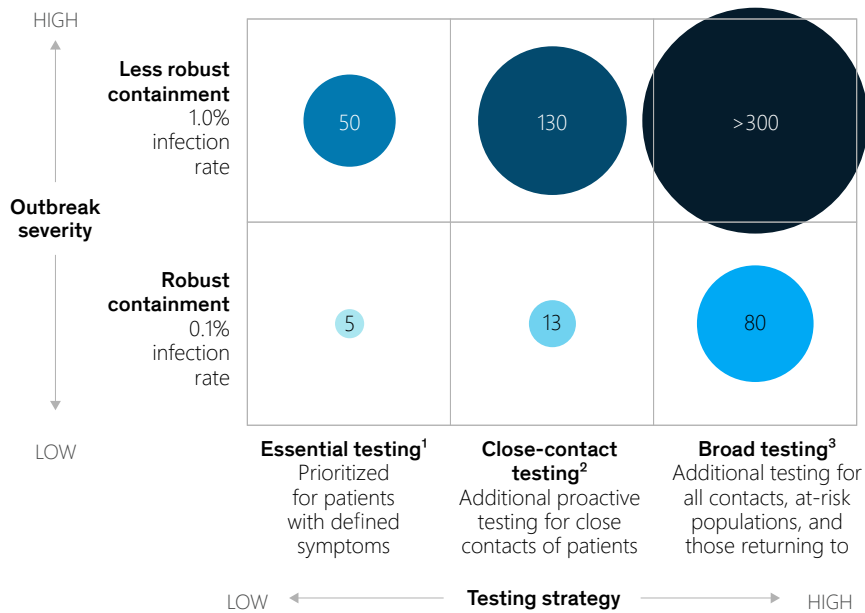 HIGH
Less robust
containment
1.0%
infection
rate
50
130
>300
Outbreak
severity
Robust
containment
0.1%
infection
rate
5
13
80
LOW
Essential testing¹
Prioritized
for patients
with defined
symptoms
Close-contact
testing²
Additional proactive
testing for close
contacts of patients
Broad testing³
Additional testing for
all contacts, at-risk
populations, and
those returning to
LOW
Testing strategy
HIGH